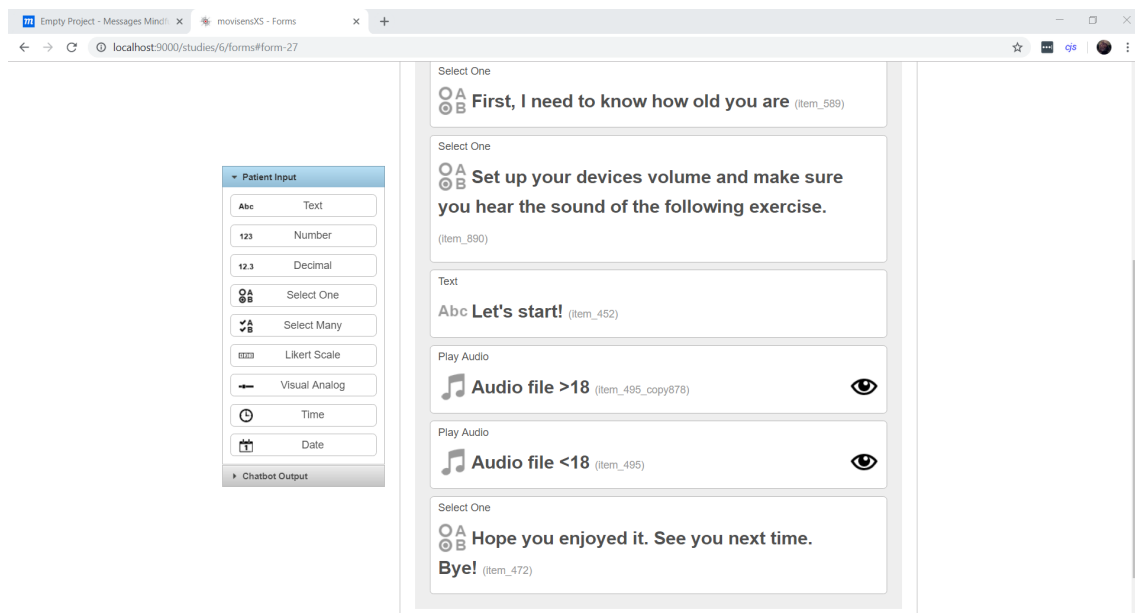 Empty Project - Messages Mindf
movisensXS - Forms
localhost:9000/studies/6/forms#form-27
cjs
Patient Input
Abc Text
123 Number
12.3 Decimal
Select One
Select Many
Likert Scale
Visual Analog
Time
Date
Chatbot Output
Select One
First, I need to know how old you are (item_589)
Select One
Set up your devices volume and make sure
you hear the sound of the following exercise.
(item_890)
Text
Abc Let's start! (item_452)
Play Audio
Audio file >18 (item_495_copy878)
Play Audio
Audio file <18 (item_495)
Select One
Hope you enjoyed it. See you next time.
Bye! (item_472)